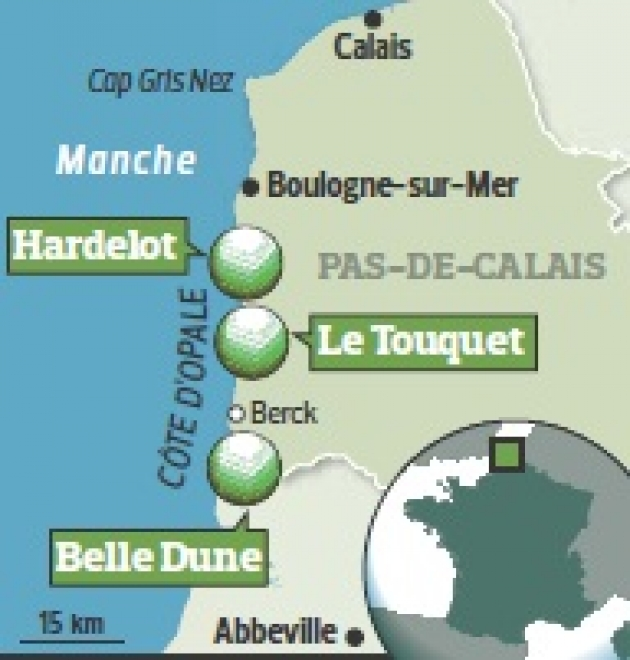 Calais
Cap Gris Nez
Manche
Boulogne-sur-Mer
Hardelot
PAS-DE-CALAIS
CÔTE D'OPALE
Le Touquet
Berck
Belle Dune
15 km
Abbeville